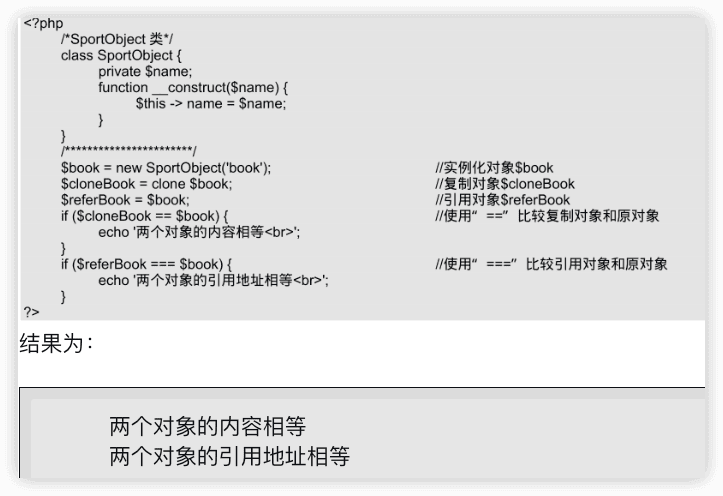 <?php
/*SportObject 类*/
class SportObject {
private $name;
function __construct($name) {
$this -> name = $name;
}
}
/***********************/
$book = new SportObject('book'); //实例化对象$book
$cloneBook = clone $book; //复制对象$cloneBook
$referBook = $book; //引用对象$referBook
if ($cloneBook == $book) { //使用“ ==” 比较复制对象和原对象
echo '两个对象的内容相等<br>';
}
if ($referBook === $book) { //使用“ ===” 比较引用对象和原对象
echo '两个对象的引用地址相等<br>';
}
?>
结果为：
两个对象的内容相等
两个对象的引用地址相等